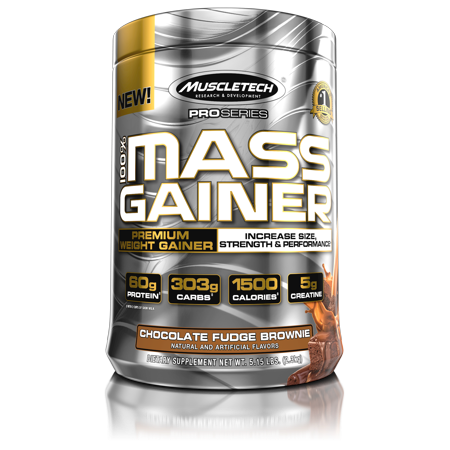 NEW!
MUSCLETECH
RESEARCH & DEVELOPMENT
PROSERIES
#1
100%
MASS
GAINER
PREMIUM
WEIGHT GAINER
INCREASE SIZE,
STRENGTH & PERFORMANCE
60g
PROTEIN
303g
CARBS
1500
CALORIES
5g
CREATINE
CHOCOLATE FUDGE BROWNIE
NATURAL AND ARTIFICIAL FLAVORS
DIETARY SUPPLEMENT NET WT. 5.15 LBS. (2.3kg)